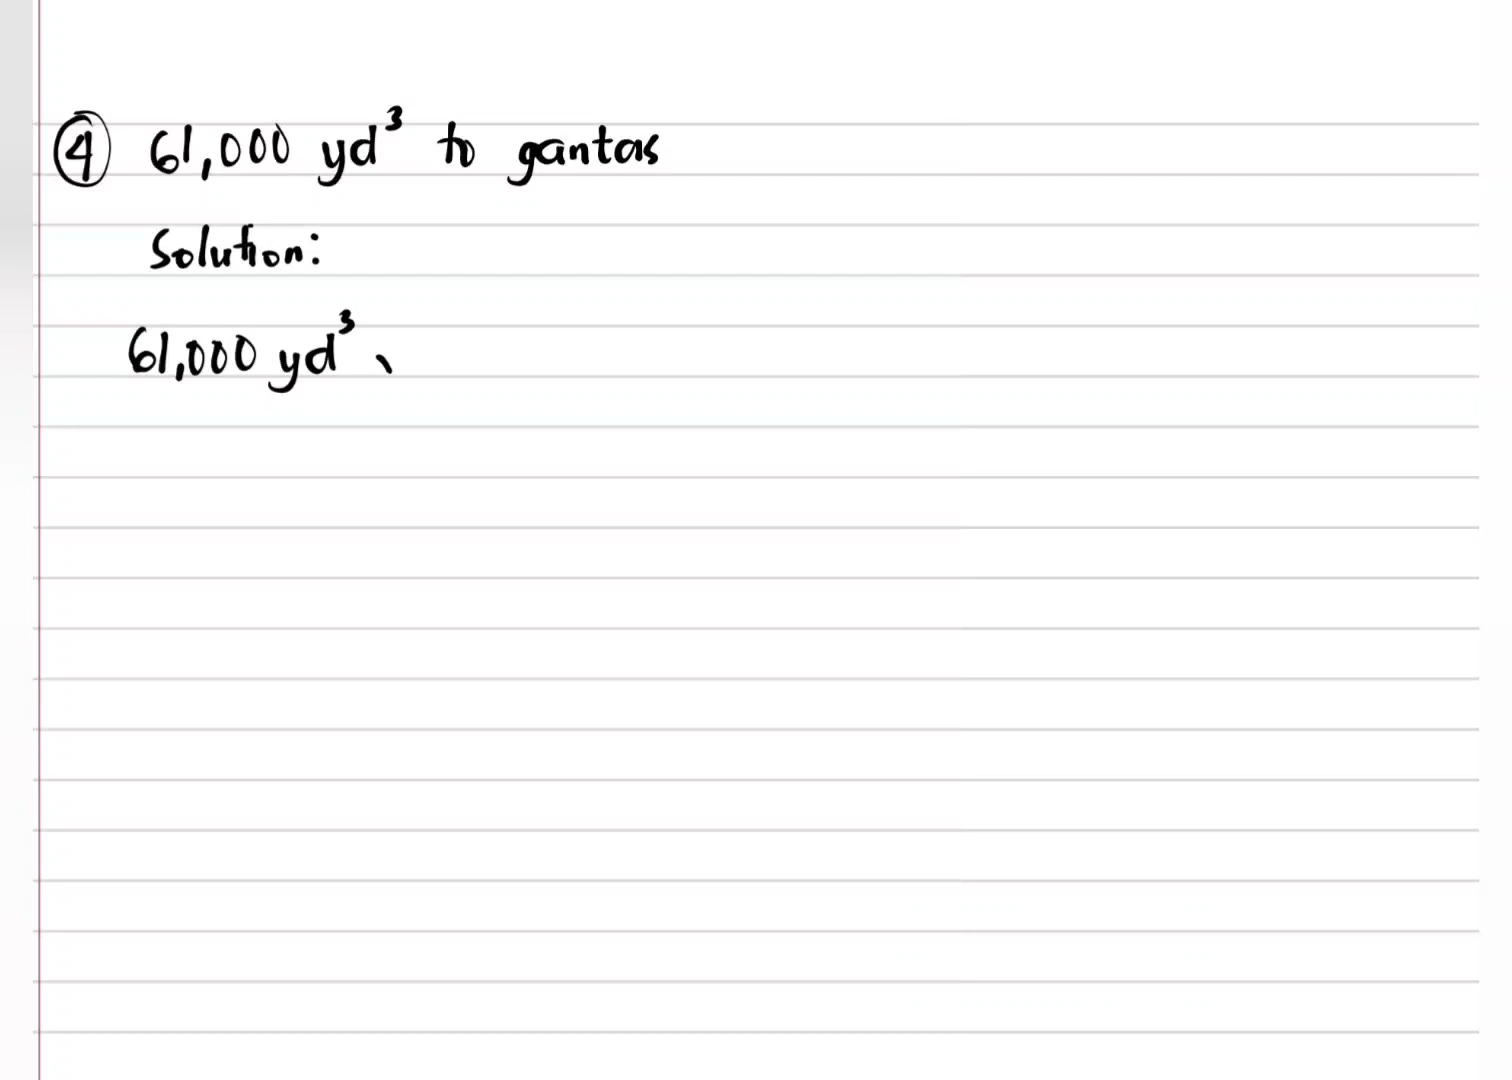 ④ 61,000 yd³ to gantas
Solution:
61,000 yd³ 、